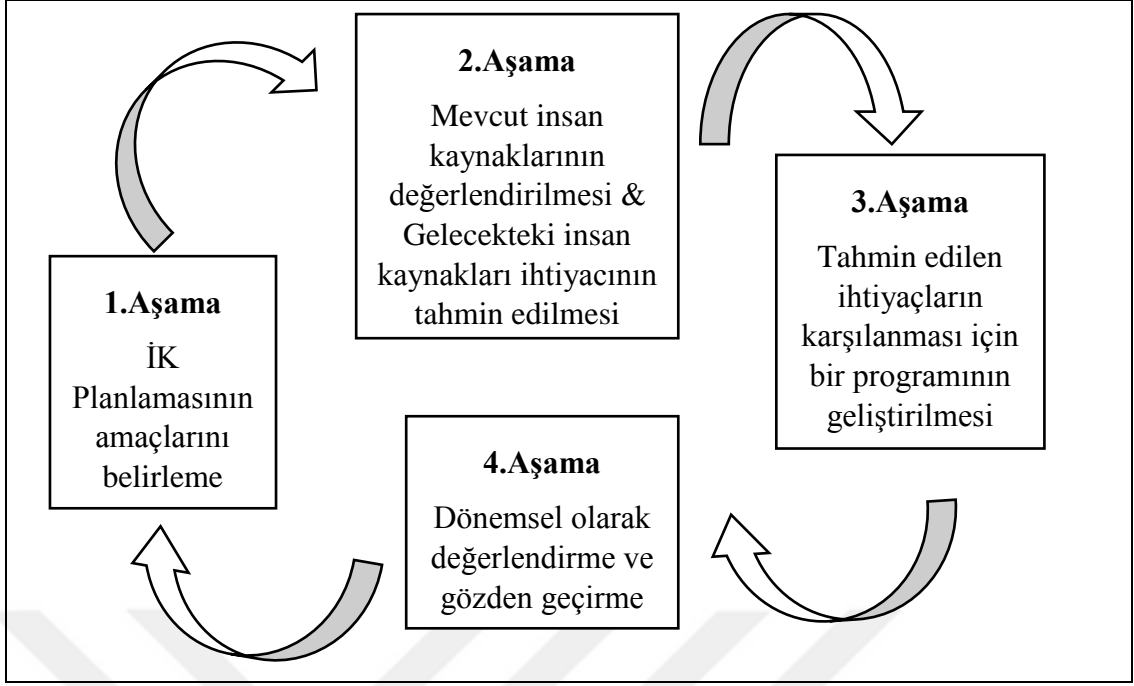 1.Aşama
İK
Planlamasının
amaçlarını
belirleme
2.Aşama
Mevcut insan
kaynaklarının
değerlendirilmesi &
Gelecekteki insan
kaynakları ihtiyacının
tahmin edilmesi
3.Aşama
Tahmin edilen
ihtiyaçların
karşılanması için
bir programının
geliştirilmesi
4.Aşama
Dönemsel olarak
değerlendirme ve
gözden geçirme